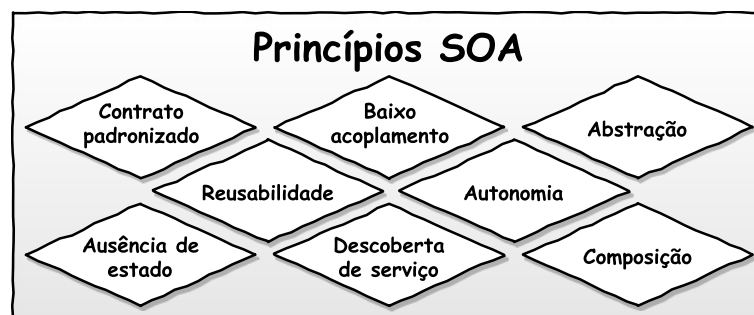 Princípios SOA
Contrato
padronizado
Baixo
acoplamento
Abstração
Reusabilidade
Autonomia
Ausência de
estado
Descoberta
de serviço
Composição